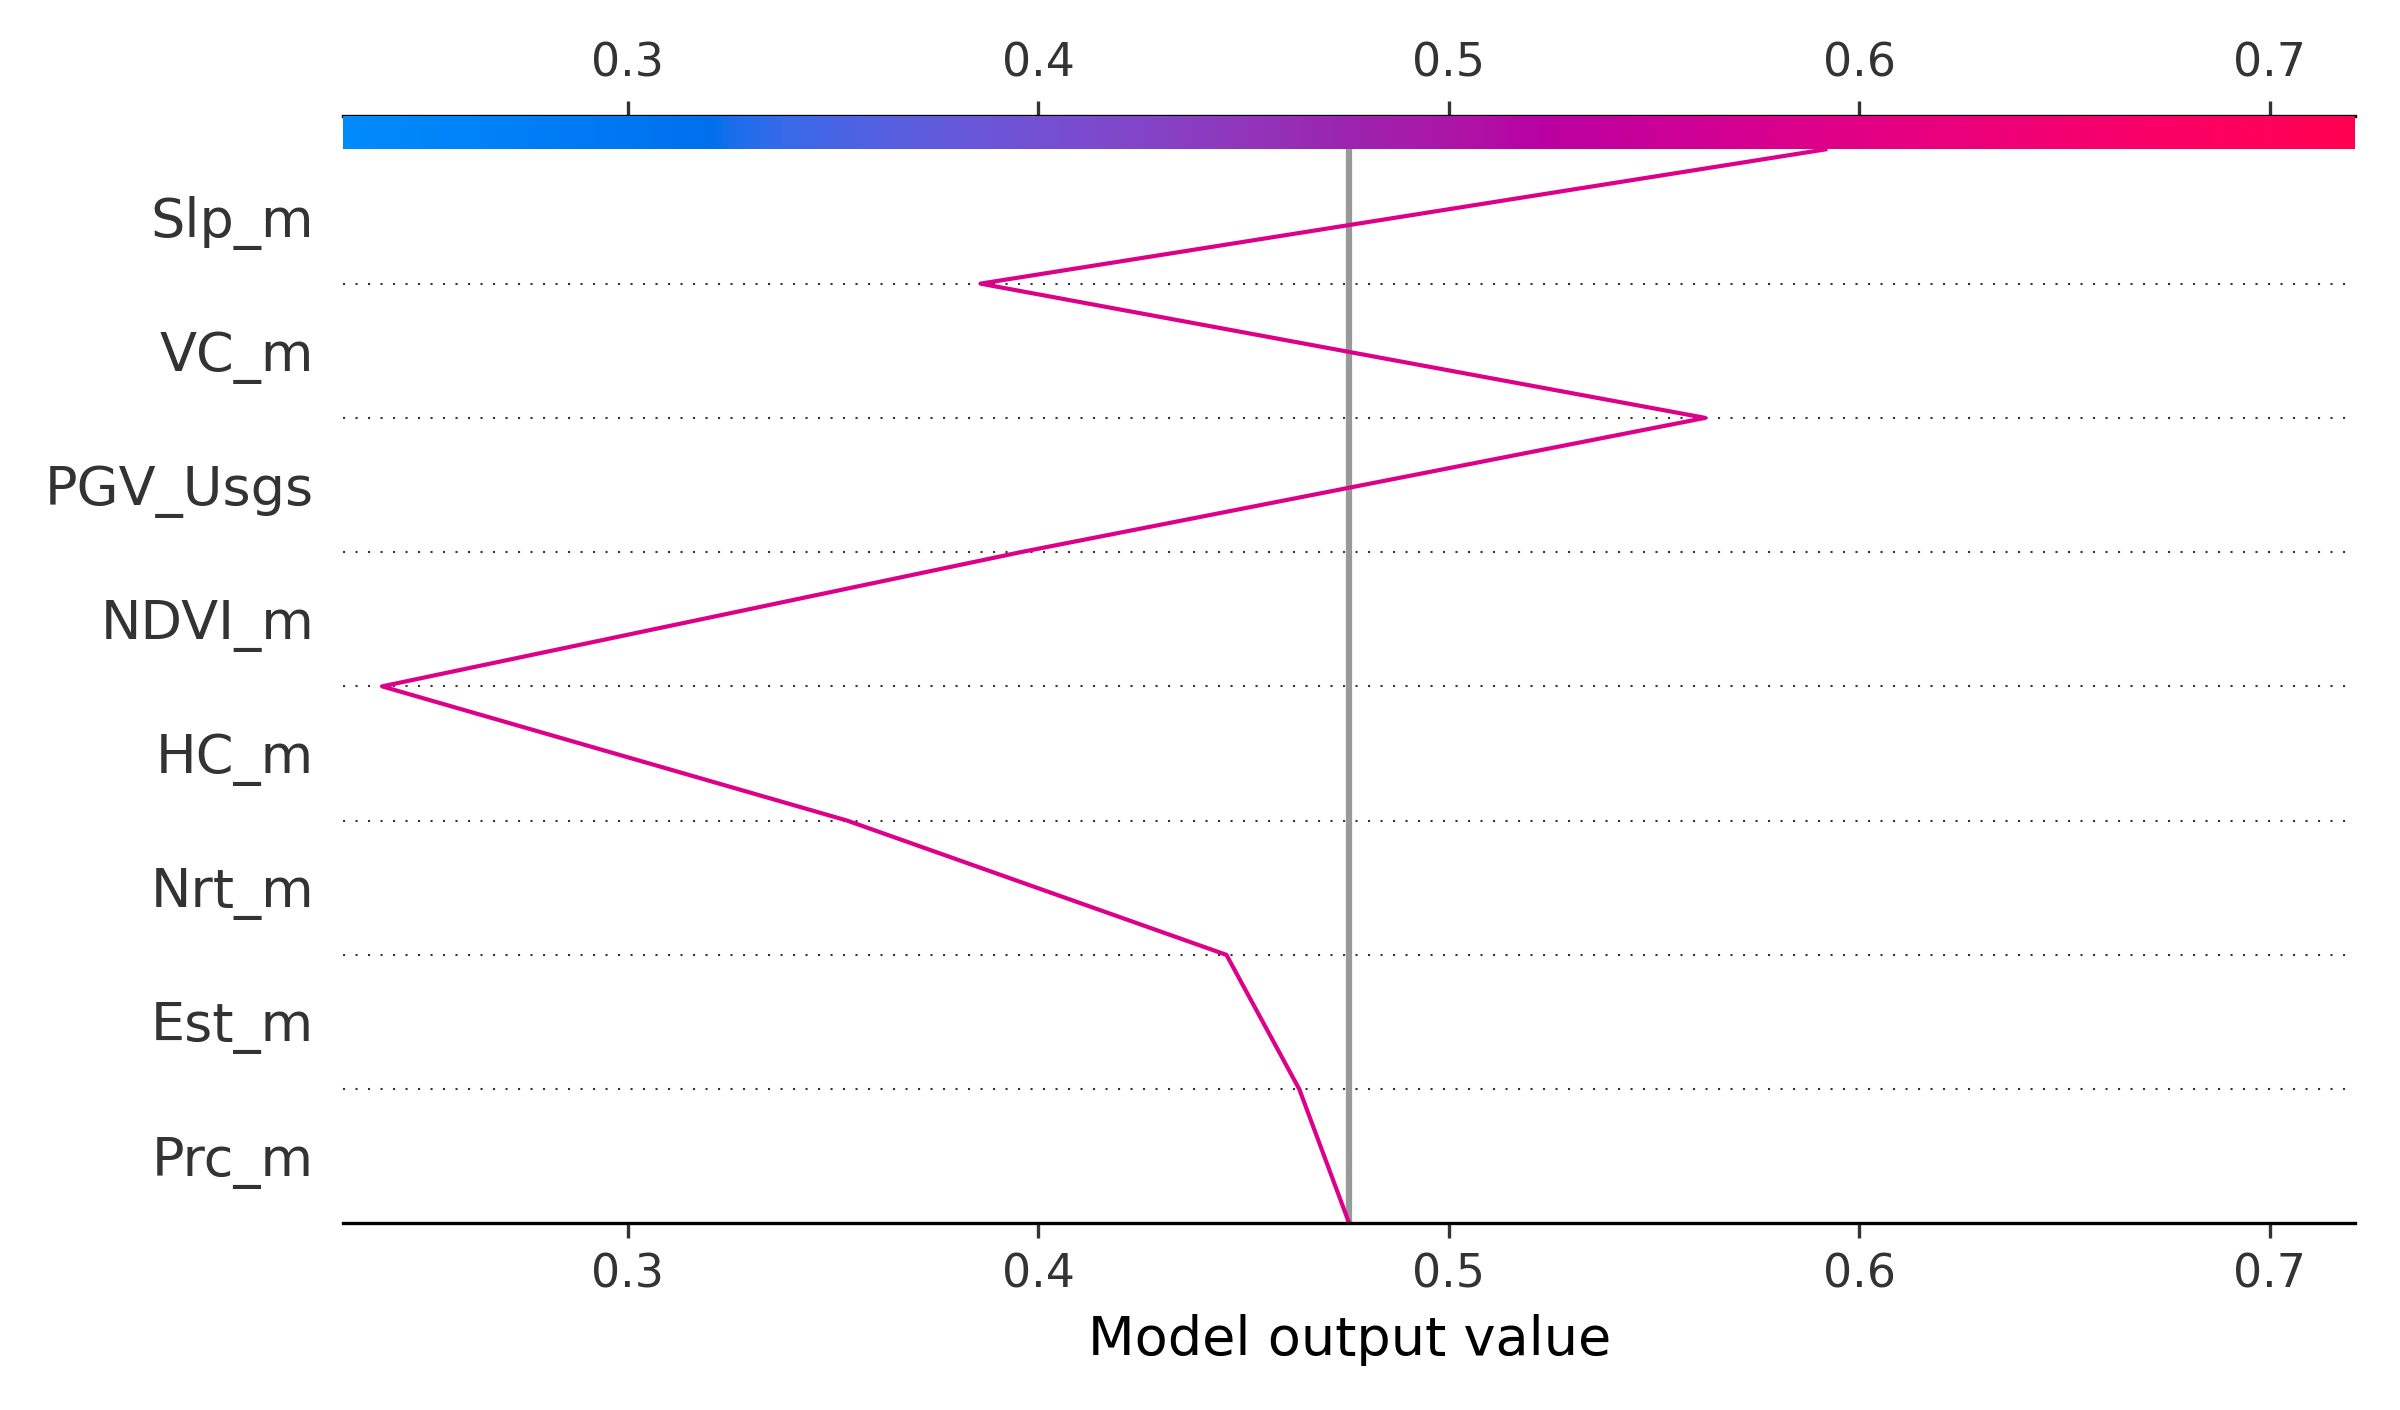 0.3 0.4 0.5 0.6 0.7
Slp_m
VC_m
PGV_Usgs
NDVI_m
HC_m
Nrt_m
Est_m
Prc_m
0.3 0.4 0.5 0.6 0.7
Model output value